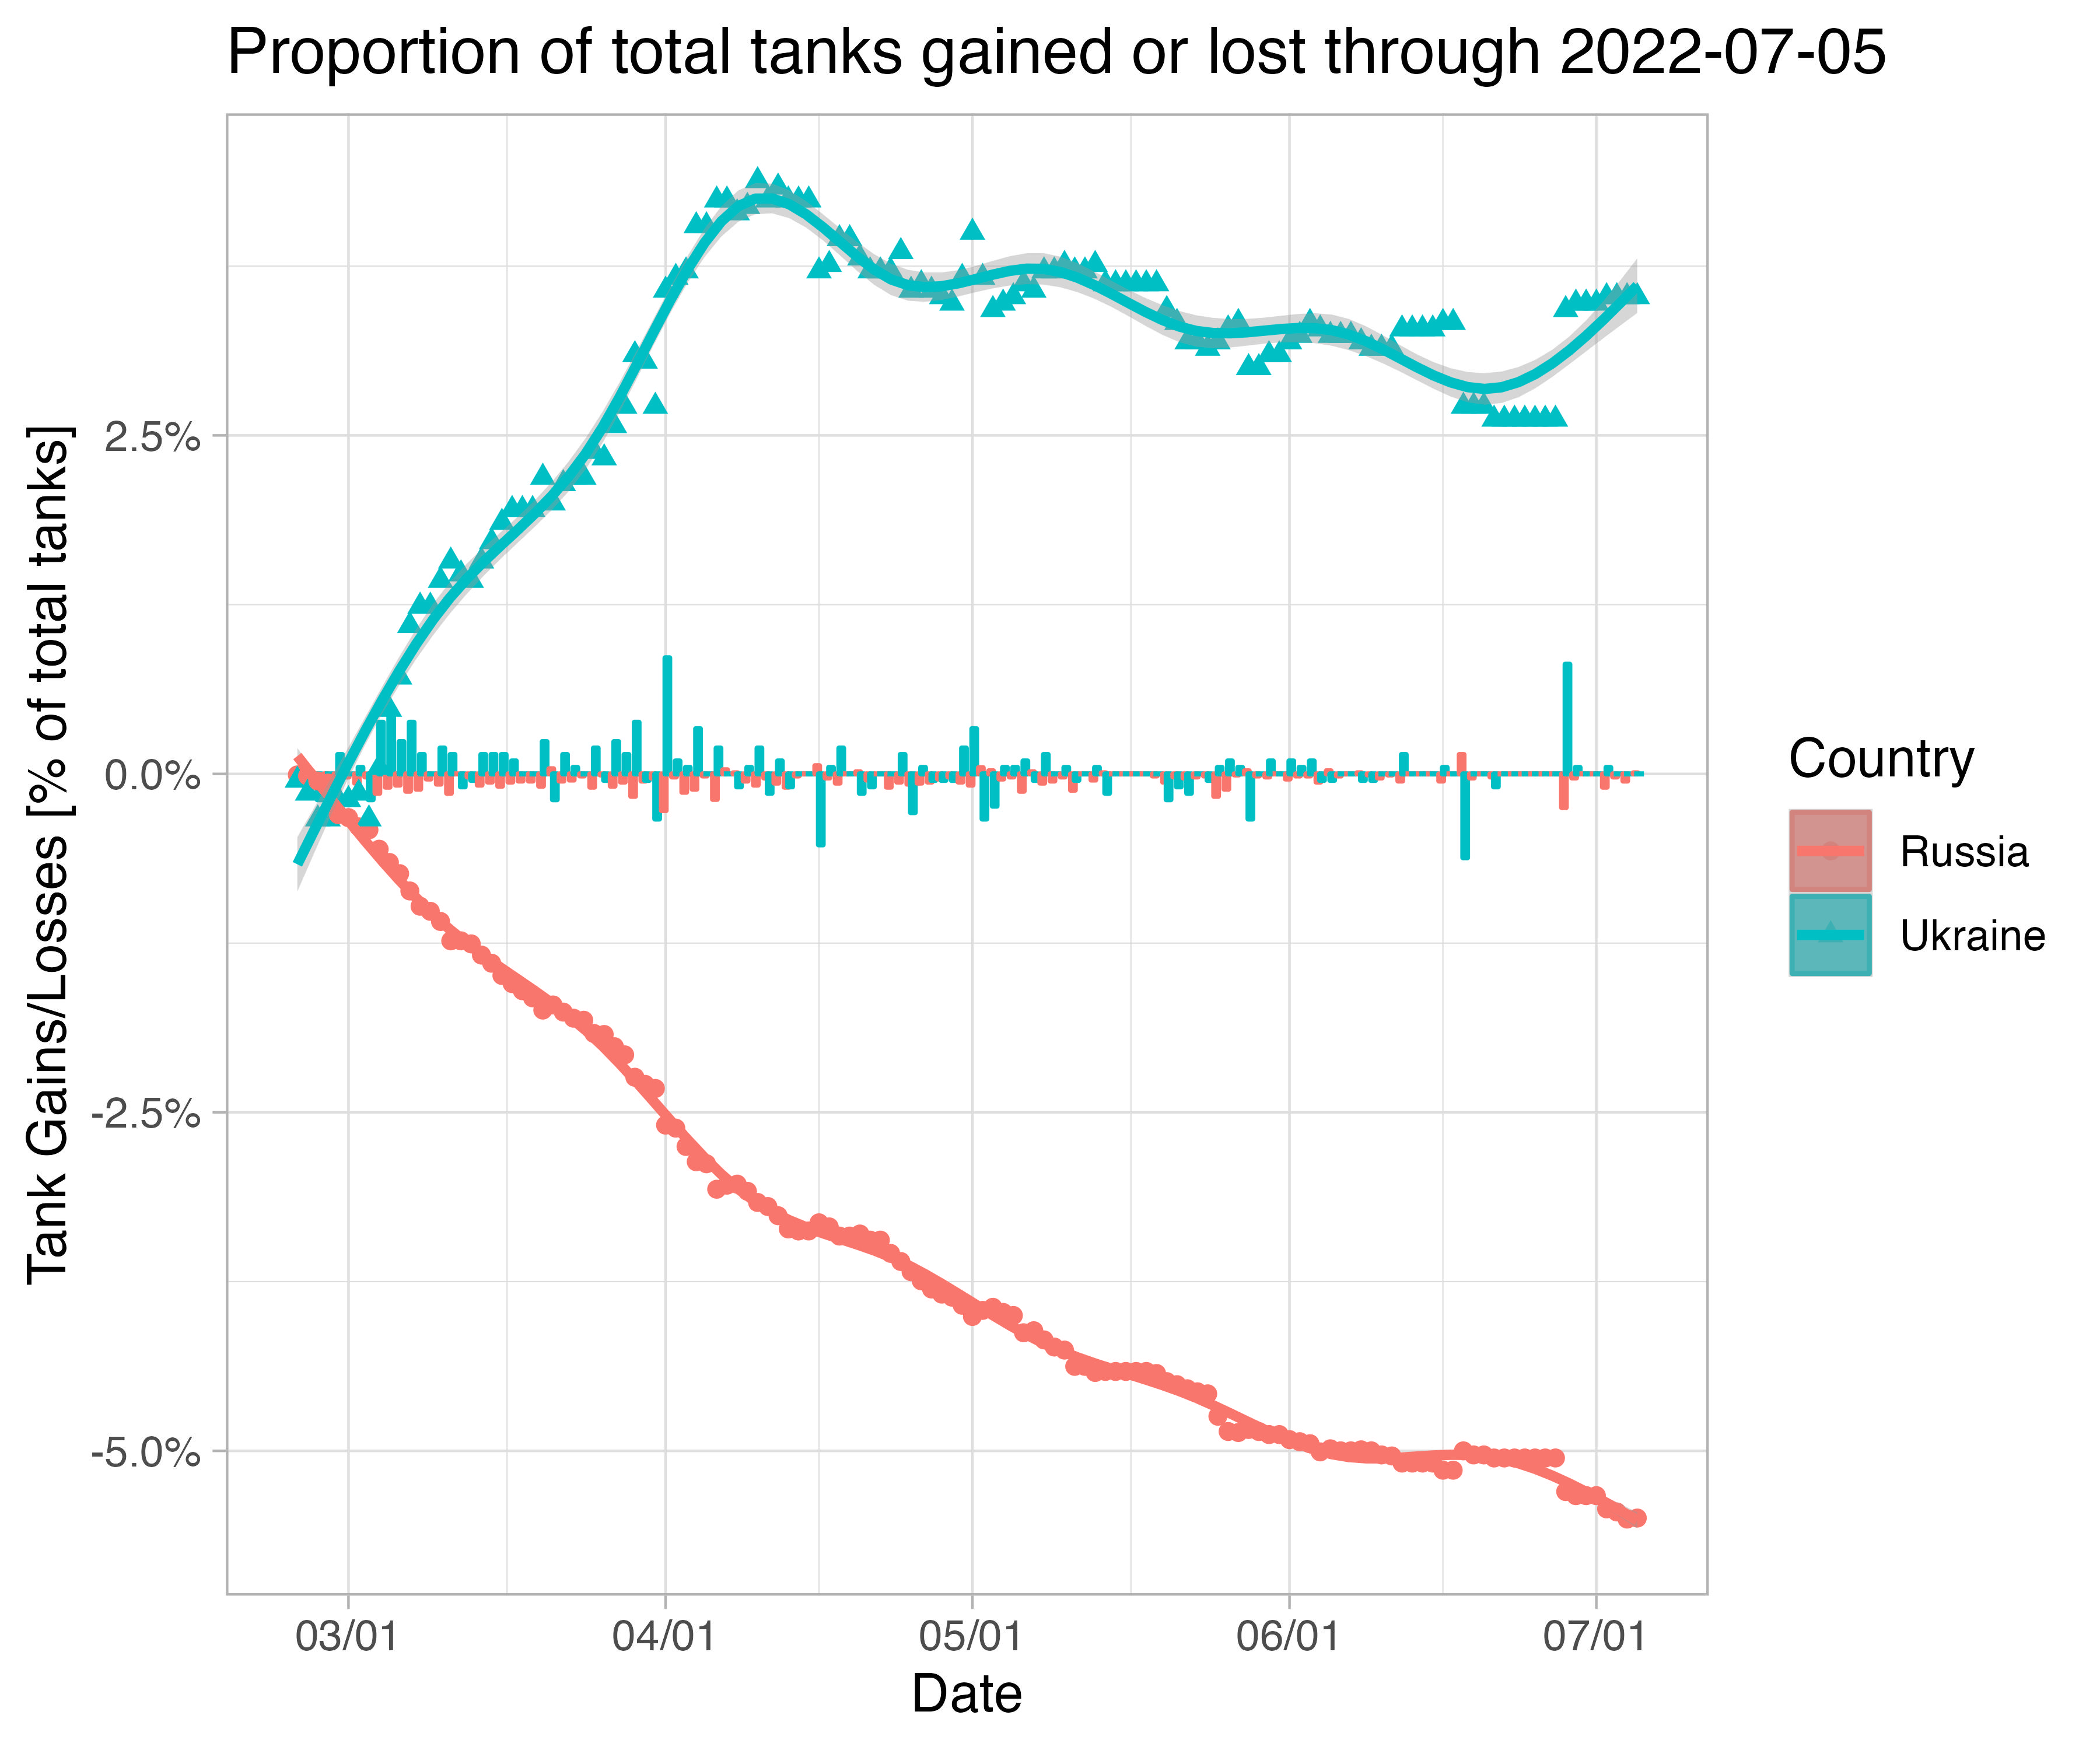 Proportion of total tanks gained or lost through 2022-07-05
Tank Gains/Losses [% of total tanks]
2.5%
0.0%
-2.5%
-5.0%
03/01
04/01
05/01
06/01
07/01
Date
Country
Russia
Ukraine